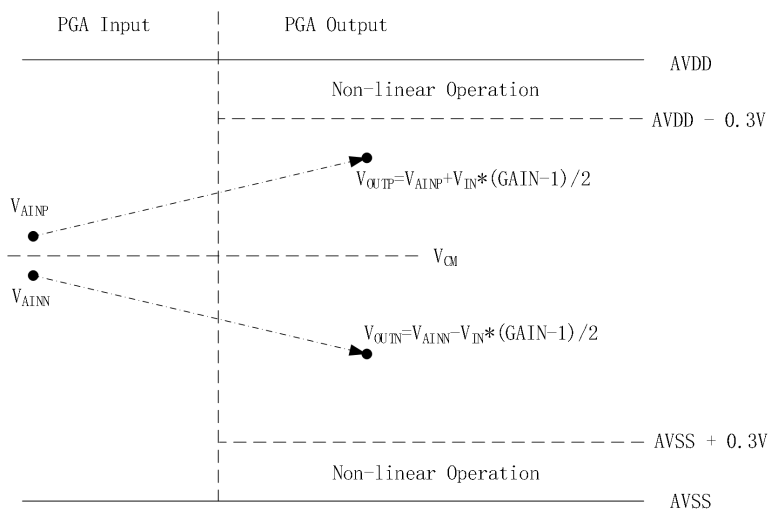 PGA Input
PGA Output
AVDD
Non-linear Operation
AVDD - 0.3V
VOUTP=VAINP+VIN*(GAIN-1)/2
VAINP
VCM
VAINN
VOUTN=VAINN-VIN*(GAIN-1)/2
AVSS + 0.3V
Non-linear Operation
AVSS